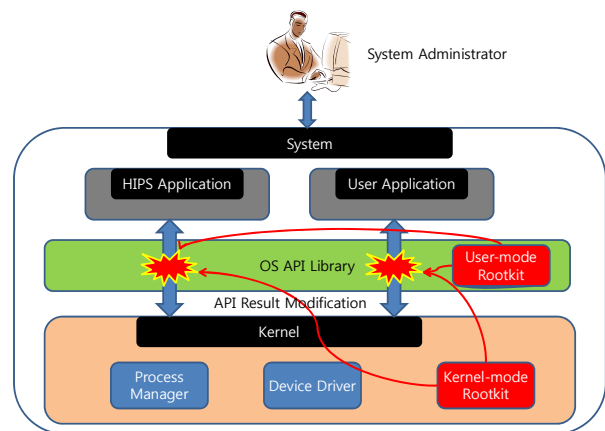 System Administrator
System
HIPS Application
User Application
OS API Library
User-mode
Rootkit
API Result Modification
Kernel
Process
Manager
Device Driver
Kernel-mode
Rootkit